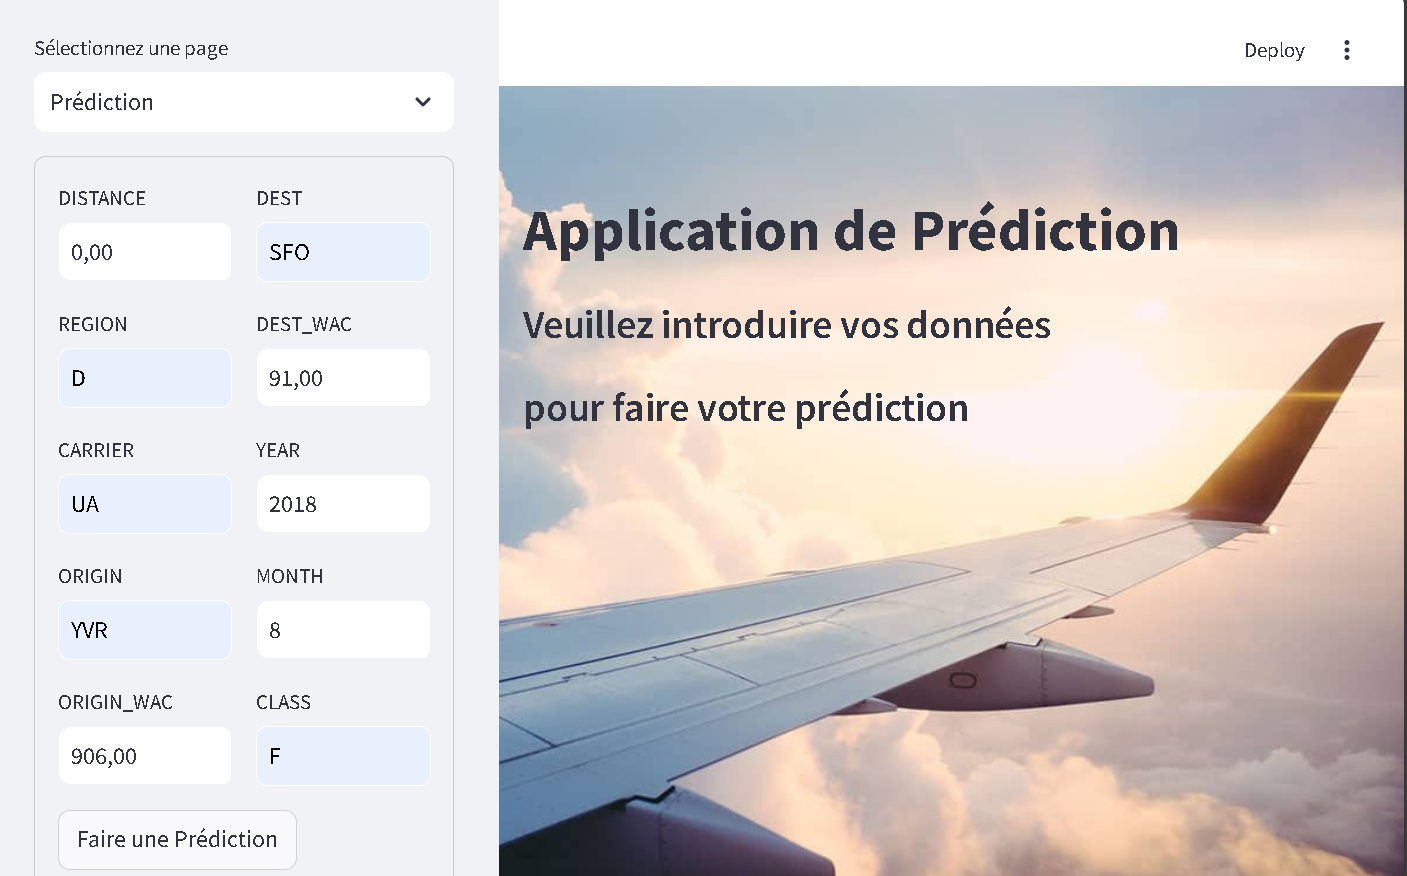 Sélectionnez une page
Prédiction
DISTANCE
0,00
DEST
SFO
REGION
D
DEST_WAC
91,00
CARRIER
UA
YEAR
2018
ORIGIN
YVR
MONTH
8
ORIGIN_WAC
906,00
CLASS
F
Faire une Prédiction
Deploy
Application de Prédiction
Veuillez introduire vos données
pour faire votre prédiction